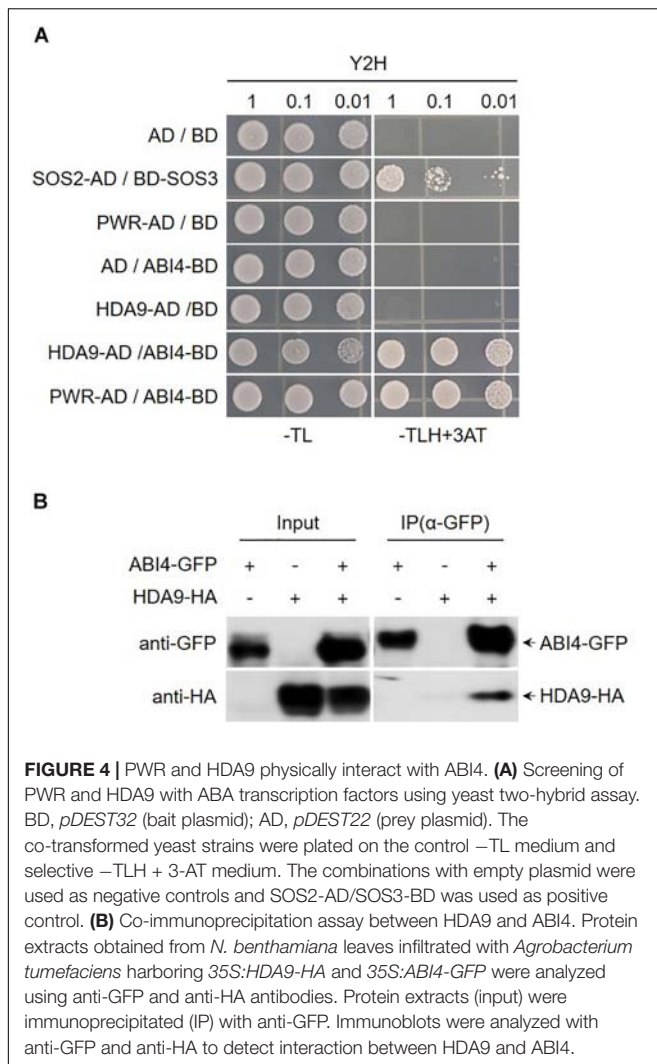 A
Y2H
1 0.1 0.01 1 0.1 0.01
AD / BD
SOS2-AD / BD-SOS3
PWR-AD / BD
AD / ABI4-BD
HDA9-AD /BD
HDA9-AD /ABI4-BD
PWR-AD / ABI4-BD
-TL -TLH+3AT
B
Input IP(α-GFP)
ABI4-GFP + - + + - +
HDA9-HA - + + - + +
anti-GFP ABI4-GFP
anti-HA HDA9-HA
FIGURE 4 | PWR and HDA9 physically interact with ABI4. (A) Screening of
PWR and HDA9 with ABA transcription factors using yeast two-hybrid assay.
BD, pDEST32 (bait plasmid); AD, pDEST22 (prey plasmid). The
co-transformed yeast strains were plated on the control −TL medium and
selective −TLH + 3-AT medium. The combinations with empty plasmid were
used as negative controls and SOS2-AD/SOS3-BD was used as positive
control. (B) Co-immunoprecipitation assay between HDA9 and ABI4. Protein
extracts obtained from N. benthamiana leaves infiltrated with Agrobacterium
tumefaciens harboring 35S:HDA9-HA and 35S:ABI4-GFP were analyzed
using anti-GFP and anti-HA antibodies. Protein extracts (input) were
immunoprecipitated (IP) with anti-GFP. Immunoblots were analyzed with
anti-GFP and anti-HA to detect interaction between HDA9 and ABI4.